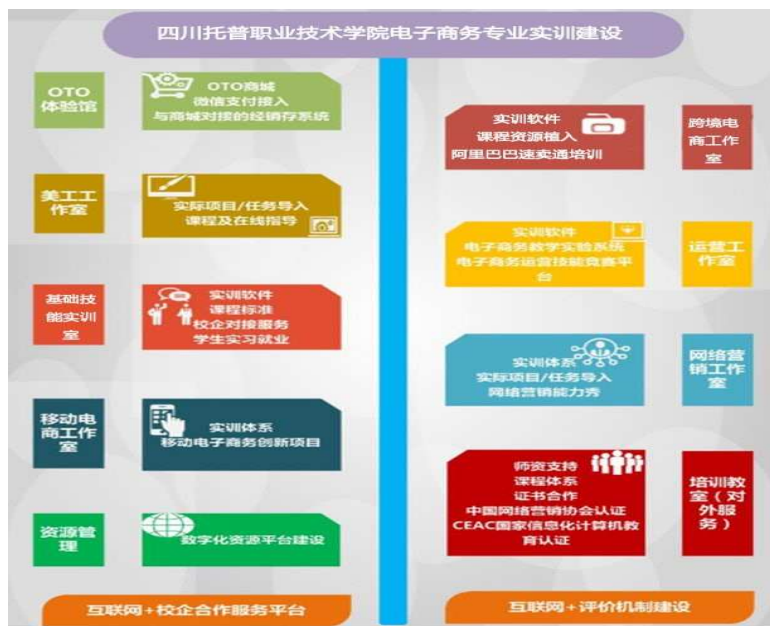 四川托普职业技术学院电子商务专业实训建设
OTO
体验馆
OTO商城
微信支付接入
与商城对接的经销存系统
美工工
作室
实际项目/任务导入
课程及在线指导
基础技
能实训
室
实训软件
课程标准
校企对接服务
学生实习就业
移动电
商工作
室
实训体系
移动电子商务创新项目
资源管
理
数字化资源平台建设
互联网+校企合作服务平台
实训软件
课程资源植入
阿里巴巴速卖通培训
跨境电
商工作
室
实训软件
电子商务教学实验系统
电子商务运营技能竞赛平
台
运营工
作室
实训体系
实际项目/任务导入
网络营销能力秀
网络营
销工作
室
师资支持
课程体系
证书合作
中国网络营销协会认证
CEAC国家信息化计算机教
育认证
培训教
室（对
外服
务）
互联网+评价机制建设